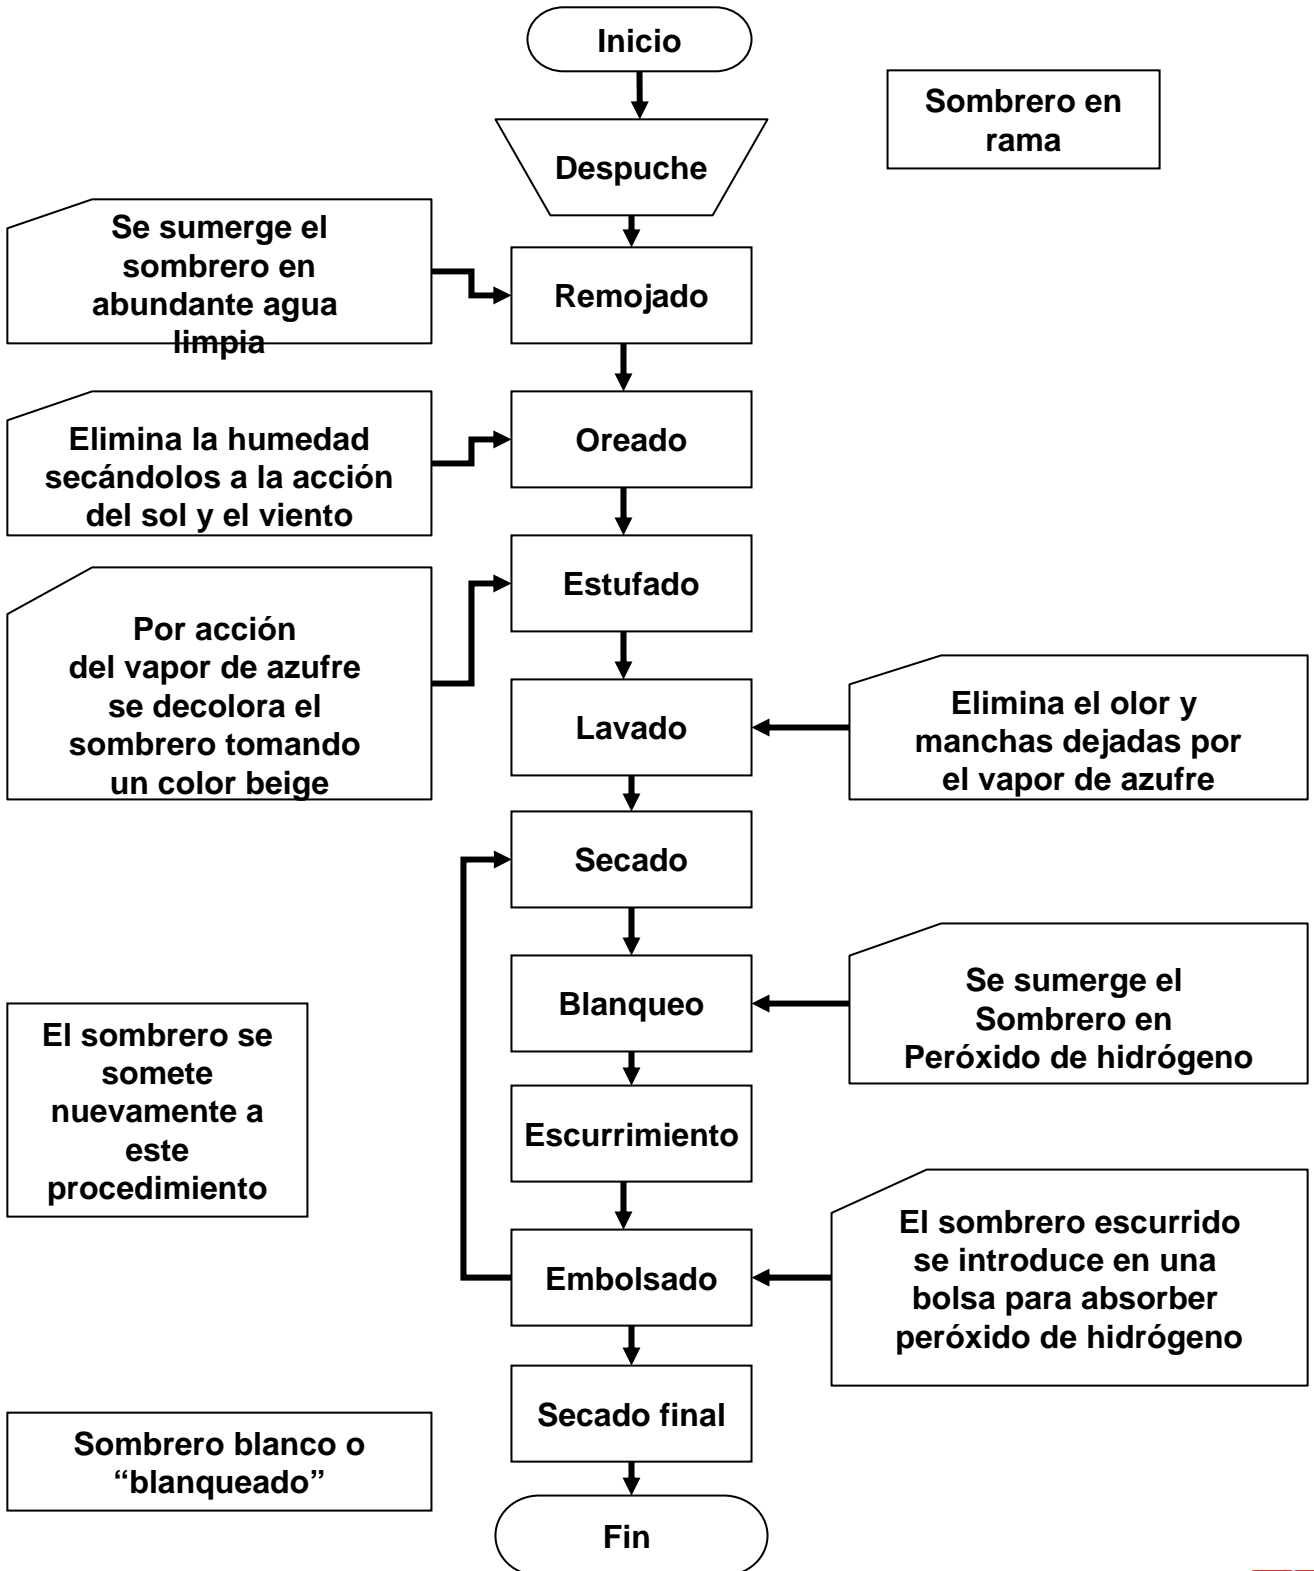 Inicio
Sombrero en
rama
Despuche
Se sumerge el
sombrero en
abundante agua
limpia
Remojado
Elimina la humedad
secándolos a la acción
del sol y el viento
Oreado
Estufado
Por acción
del vapor de azufre
se decolora el
sombrero tomando
un color beige
Lavado
Elimina el olor y
manchas dejadas por
el vapor de azufre
Secado
Blanqueo
Se sumerge el
Sombrero en
Peróxido de hidrógeno
El sombrero se
somete
nuevamente a
este
procedimiento
Escurrimiento
Embolsado
El sombrero escurrido
se introduce en una
bolsa para absorber
peróxido de hidrógeno
Secado final
Sombrero blanco o
“blanqueado”
Fin